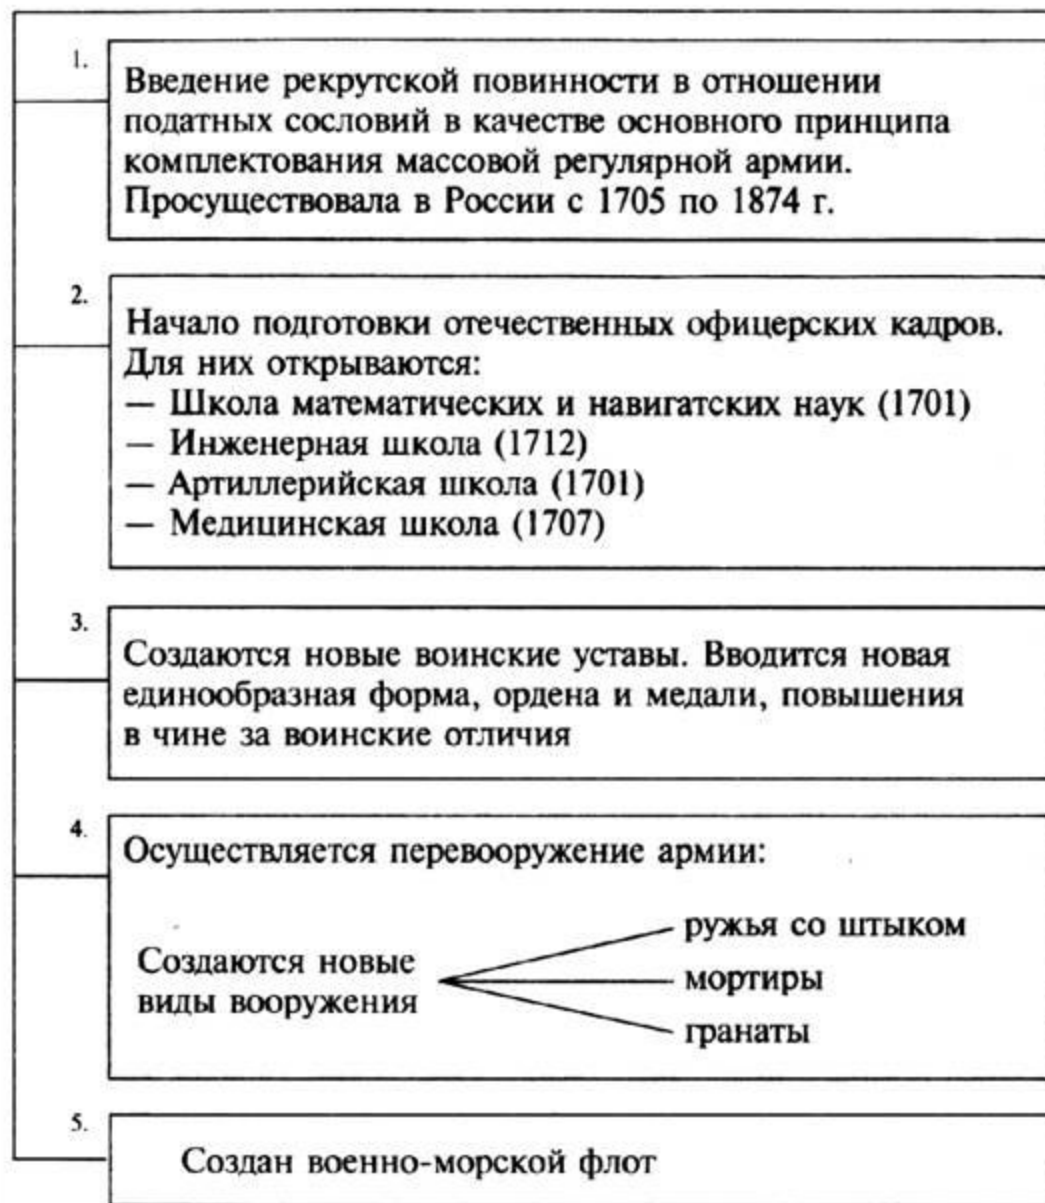 1.
Введение рекрутской повинности в отношении
податных сословий в качестве основного принципа
комплектования массовой регулярной армии.
Просуществовала в России с 1705 по 1874 г.
2.
Начало подготовки отечественных офицерских кадров.
Для них открываются:
— Школа математических и навигатских наук (1701)
— Инженерная школа (1712)
— Артиллерийская школа (1701)
— Медицинская школа (1707)
3.
Создаются новые воинские уставы. Вводится новая
единообразная форма, ордена и медали, повышения
в чине за воинские отличия
4.
Осуществляется перевооружение армии:
Создаются новые
виды вооружения
ружья со штыком
мортиры
гранаты
5.
Создан военно-морской флот